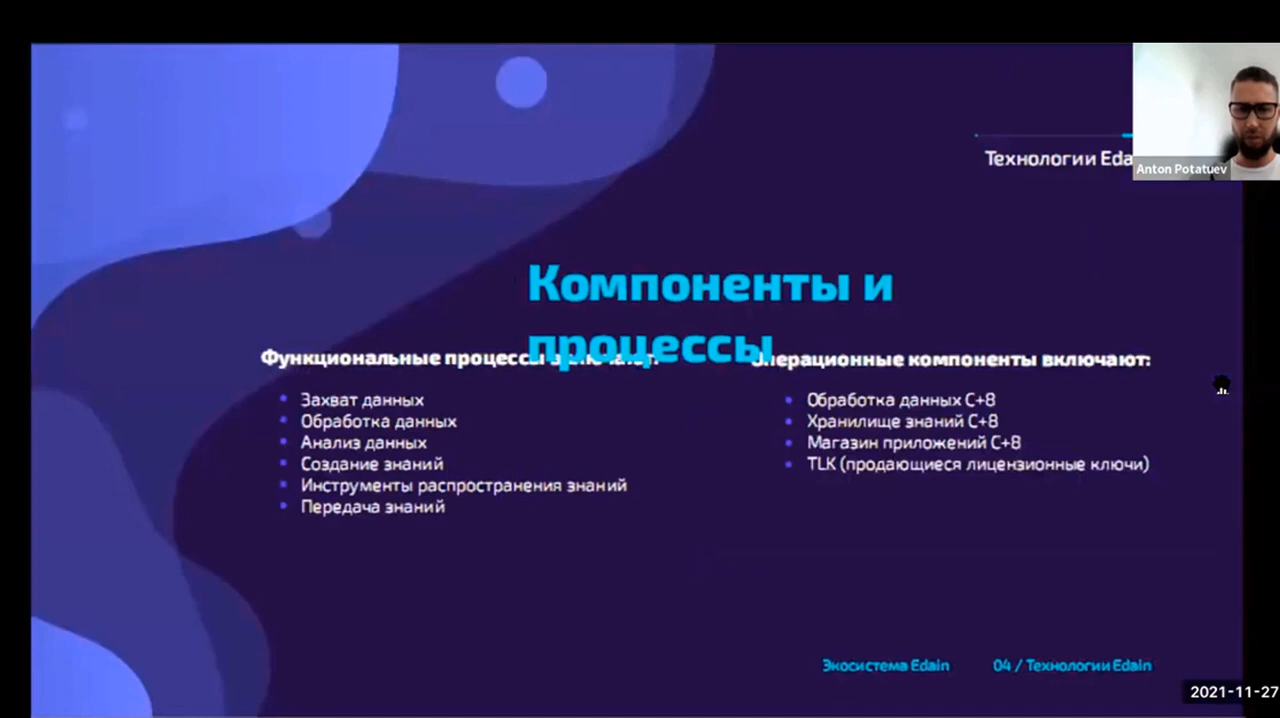 Технологии Eda
Anton Potatuev
Компоненты и
процессы
Функциональные процессы включают:
Захват данных
Обработка данных
Анализ данных
Создание знаний
Инструменты распространения знаний
Передача знаний
Операционные компоненты включают:
Обработка данных C+8
Хранилище знаний C+8
Магазин приложений C+8
TLK (продающиеся лицензионные ключи)
Экосистема Edain
04 / Технологии Edain
2021-11-27